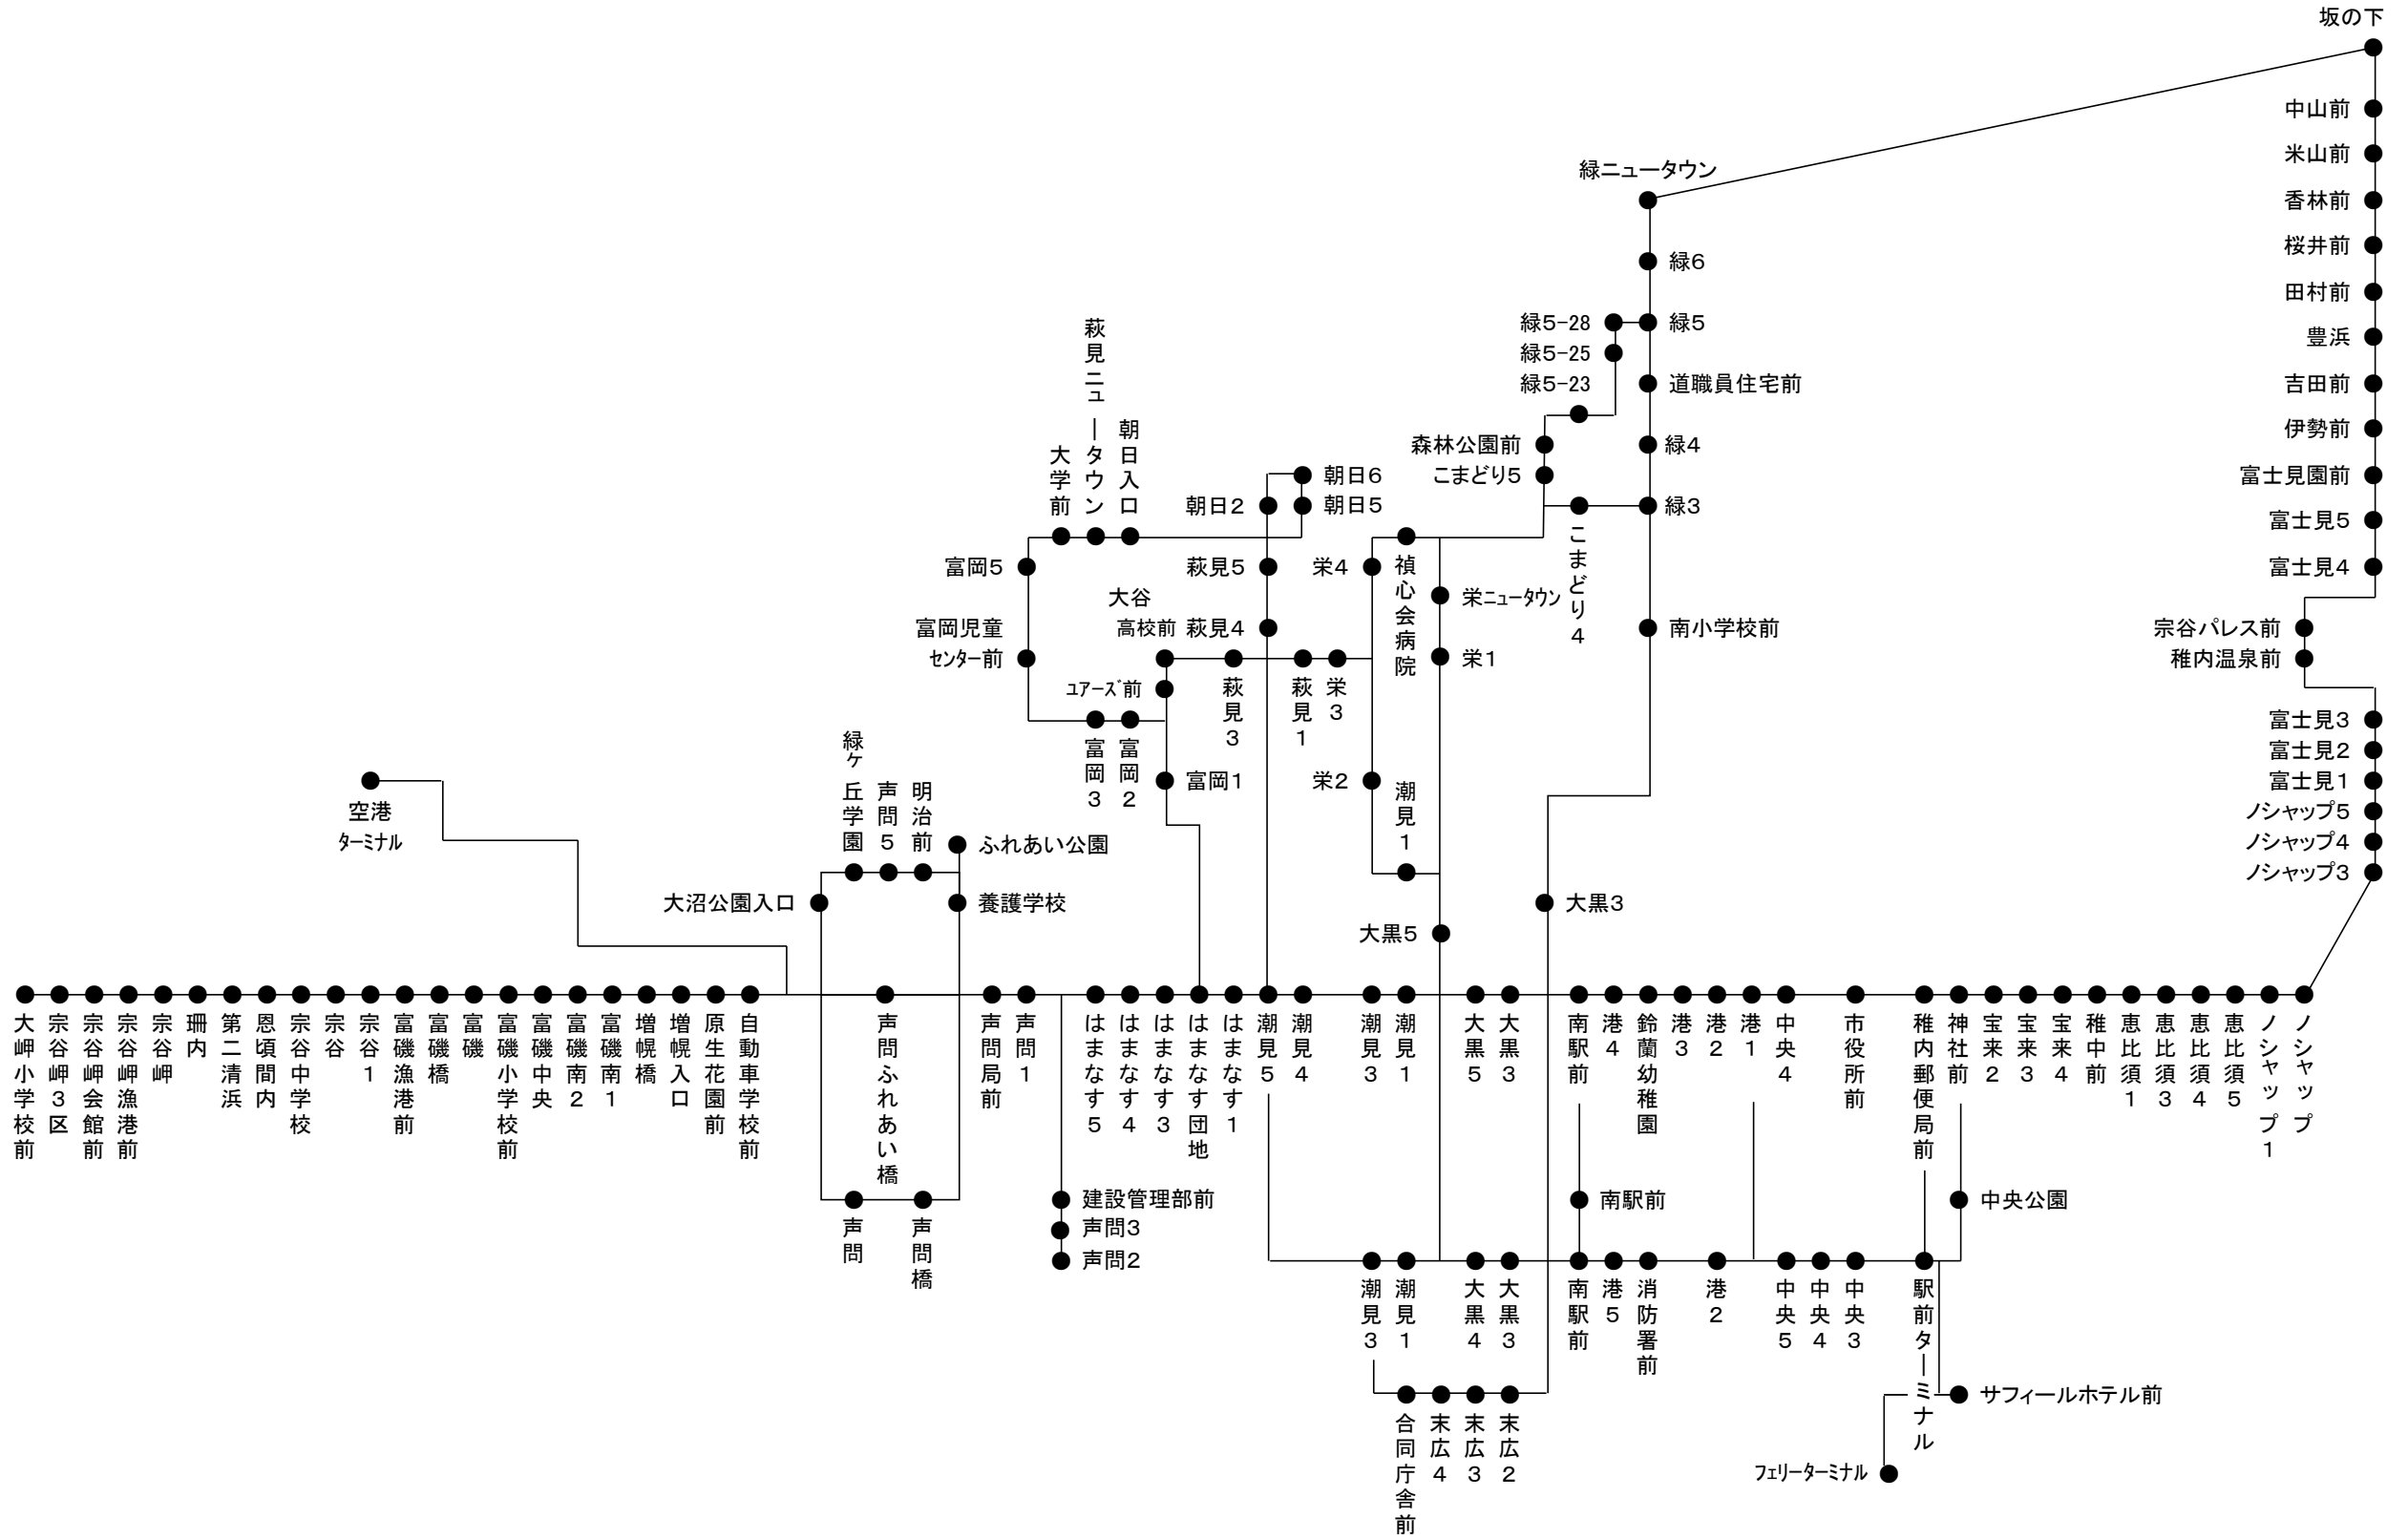 坂の下
中山前
米山前
緑ニュータウン
香林前
桜井前
緑6
田村前
緑5-28
緑5
豊浜
緑5-25
緑5-23
道職員住宅前
吉田前
萩見ニュータウン
朝日入口
大学前
森林公園前
緑4
伊勢前
朝日6
こまどり5
富士見園前
朝日2
朝日5
緑3
富士見5
こまどり4
富岡5
萩見5
栄4
禎心会病院
富士見4
大谷
高校前
栄ニュータウン
富岡児童
センター前
萩見4
南小学校前
宗谷パレス前
栄1
稚内温泉前
ユアーズ前
萩見3
萩見1
栄3
富士見3
富岡3
富岡2
富士見2
緑ヶ丘学園
声問5
明治前
富岡1
栄2
潮見1
富士見1
空港
ターミナル
ノシャップ5
ふれあい公園
ノシャップ4
ノシャップ3
大沼公園入口
養護学校
大黒3
大黒5
大岬小学校前
宗谷岬3区
宗谷岬会館前
宗谷岬漁港前
宗谷岬
珊内
第二清浜
恩頃間内
宗谷中学校
宗谷
宗谷1
富磯漁港前
富磯橋
富磯
富磯小学校前
富磯中央
富磯南2
富磯南1
増幌橋
増幌入口
原生花園前
自動車学校前
声問ふれあい橋
声問局前
声問1
はまなす5
はまなす4
はまなす3
はまなす団地
はまなす1
潮見5
潮見4
潮見3
潮見1
大黒5
大黒3
南駅前
港4
鈴蘭幼稚園
港3
港2
港1
中央4
市役所前
稚内郵便局前
神社前
宝来2
宝来3
宝来4
稚中前
恵比須1
恵比須3
恵比須4
恵比須5
ノシャップ1
ノシャップ
建設管理部前
南駅前
中央公園
声問
声問橋
声問3
声問2
潮見3
潮見1
大黒4
大黒3
南駅前
港5
消防署前
港2
中央5
中央4
中央3
駅前ターミナル
サフィールホテル前
合同庁舎前
末広4
末広3
末広2
フェリーターミナル